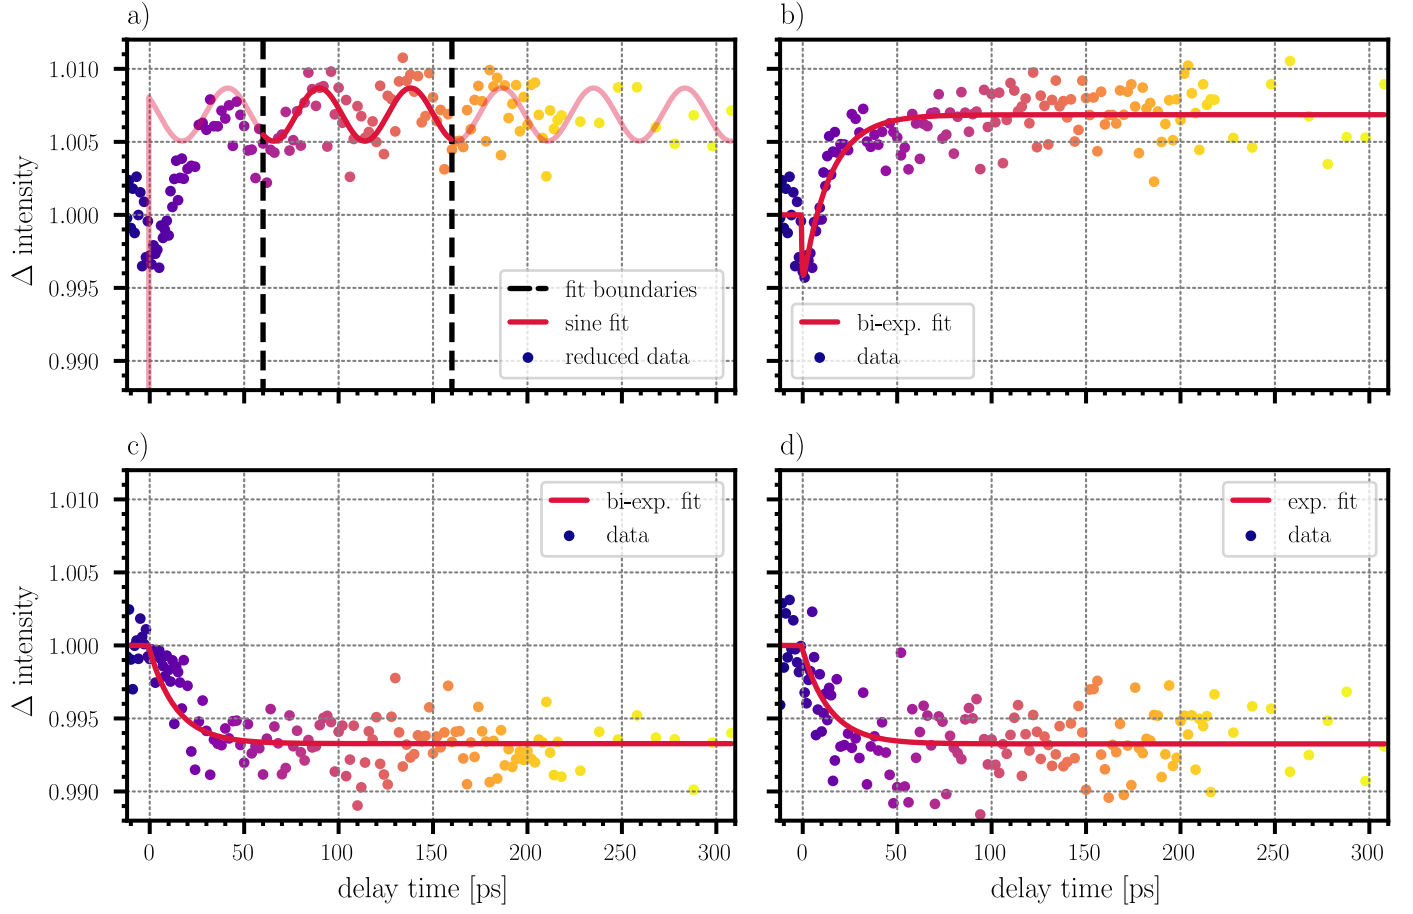 a)
b)
Δ intensity
1.010
1.005
1.000
0.995
0.990
fit boundaries
sine fit
reduced data
bi-exp. fit
data
c)
d)
Δ intensity
1.010
1.005
1.000
0.995
0.990
bi-exp. fit
data
exp. fit
data
0 50 100 150 200 250 300
0 50 100 150 200 250 300
delay time [ps]
delay time [ps]